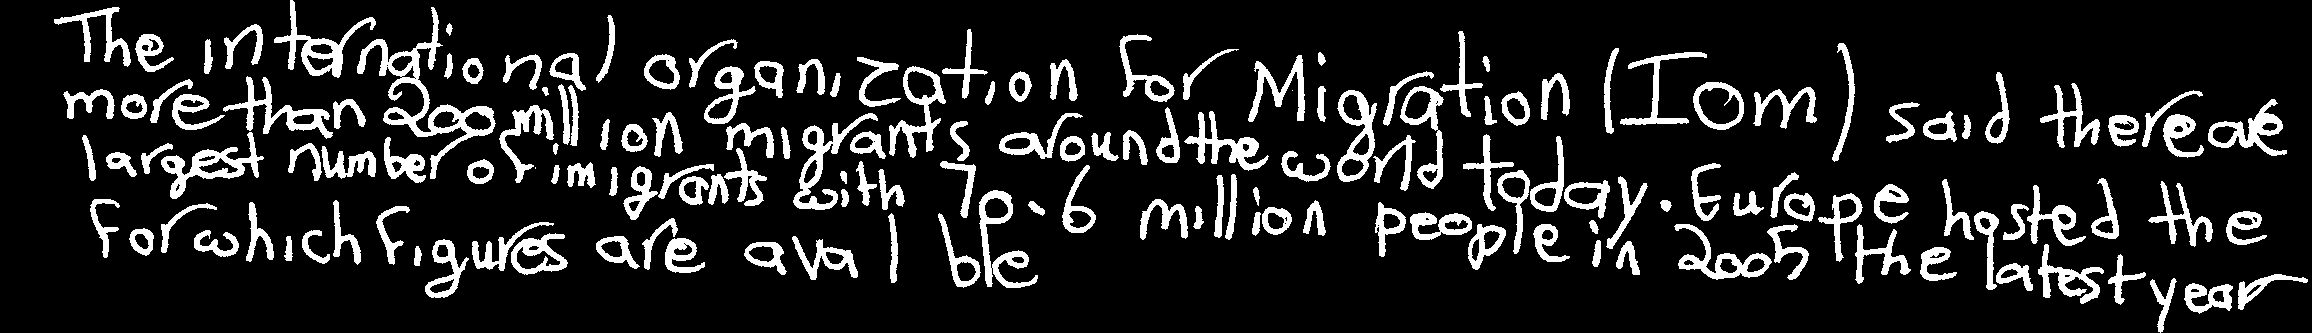 The international organization For Migration (Iom) said there are
more than 200 million migrants around the world today. Europe hosted the
largest number of imigrants with 70.6 million people in 2005 the latest year
For which figures are avalible